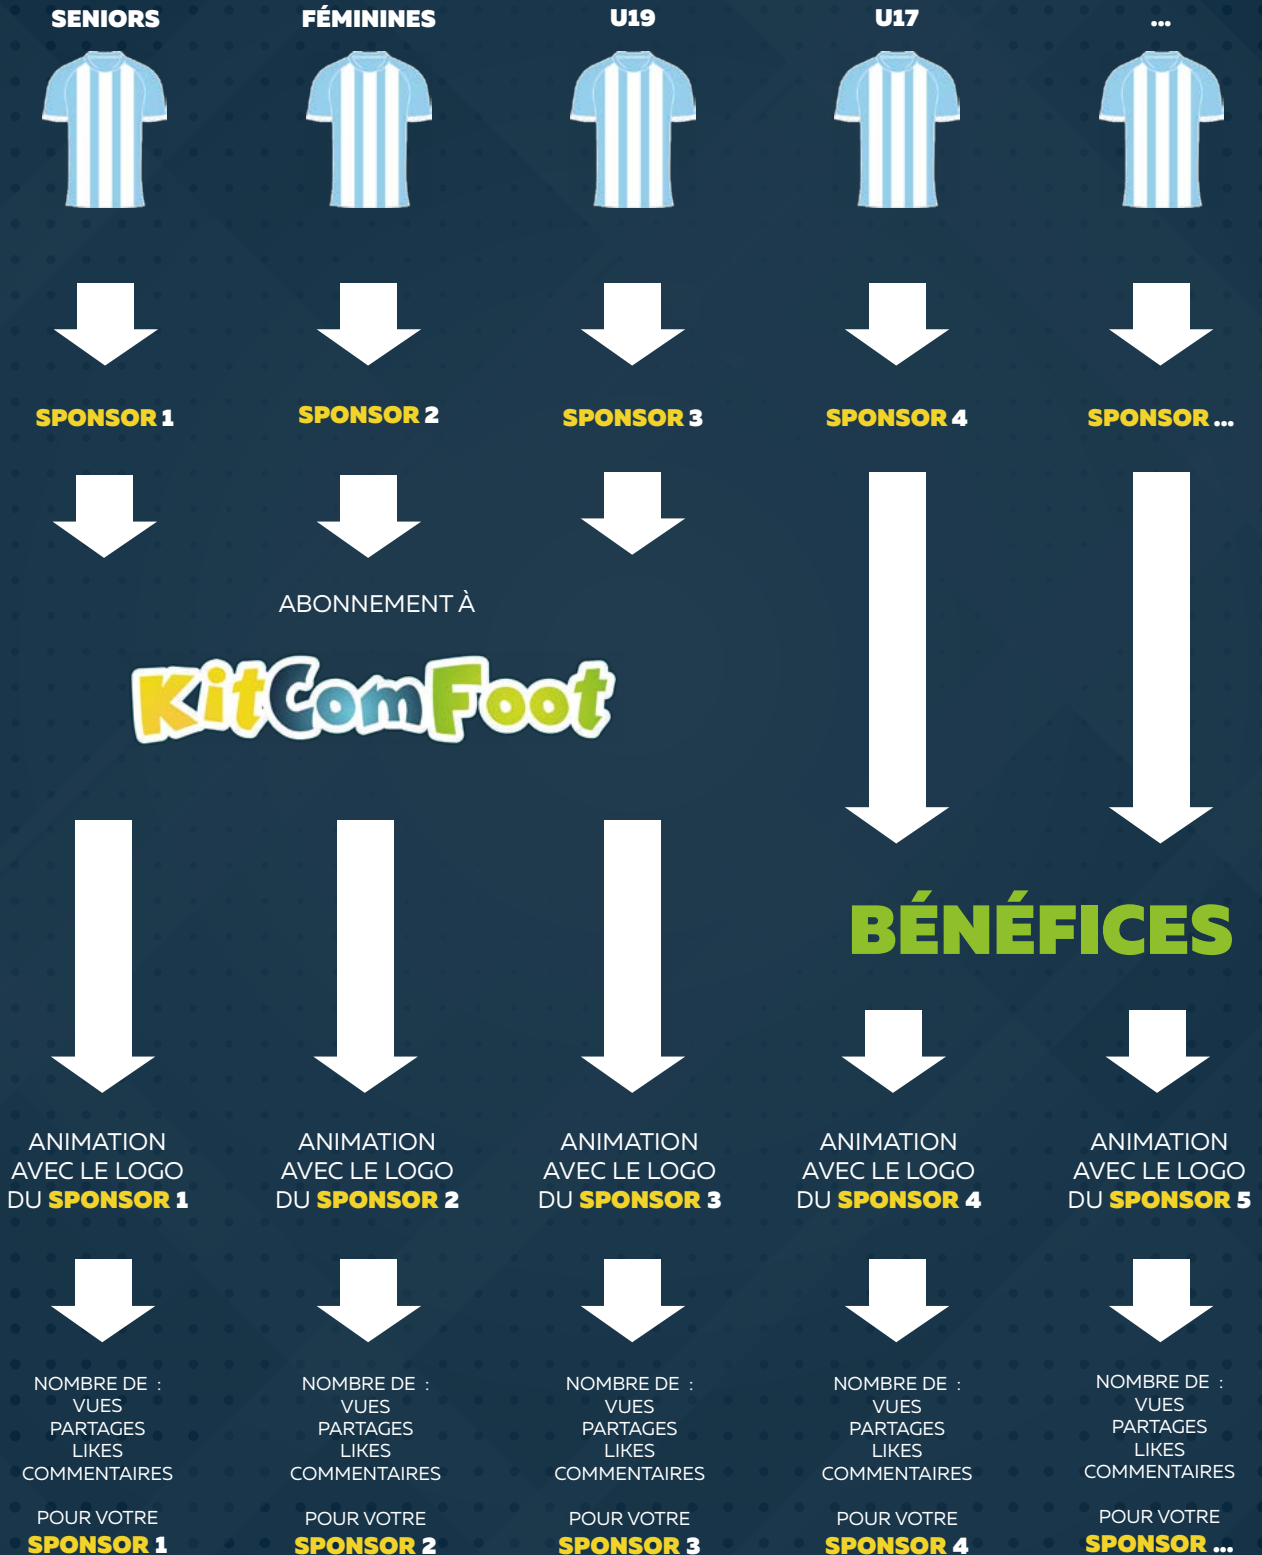 SENIORS
FÉMININES
U19
U17
...
SPONSOR 1
SPONSOR 2
SPONSOR 3
SPONSOR 4
SPONSOR ...
ABONNEMENT À
KitComFoot
BÉNÉFICES
ANIMATION
AVEC LE LOGO
DU SPONSOR 1
ANIMATION
AVEC LE LOGO
DU SPONSOR 2
ANIMATION
AVEC LE LOGO
DU SPONSOR 3
ANIMATION
AVEC LE LOGO
DU SPONSOR 4
ANIMATION
AVEC LE LOGO
DU SPONSOR 5
NOMBRE DE :
VUES
PARTAGES
LIKES
COMMENTAIRES
POUR VOTRE
SPONSOR 1
NOMBRE DE :
VUES
PARTAGES
LIKES
COMMENTAIRES
POUR VOTRE
SPONSOR 2
NOMBRE DE :
VUES
PARTAGES
LIKES
COMMENTAIRES
POUR VOTRE
SPONSOR 3
NOMBRE DE :
VUES
PARTAGES
LIKES
COMMENTAIRES
POUR VOTRE
SPONSOR 4
NOMBRE DE :
VUES
PARTAGES
LIKES
COMMENTAIRES
POUR VOTRE
SPONSOR ...